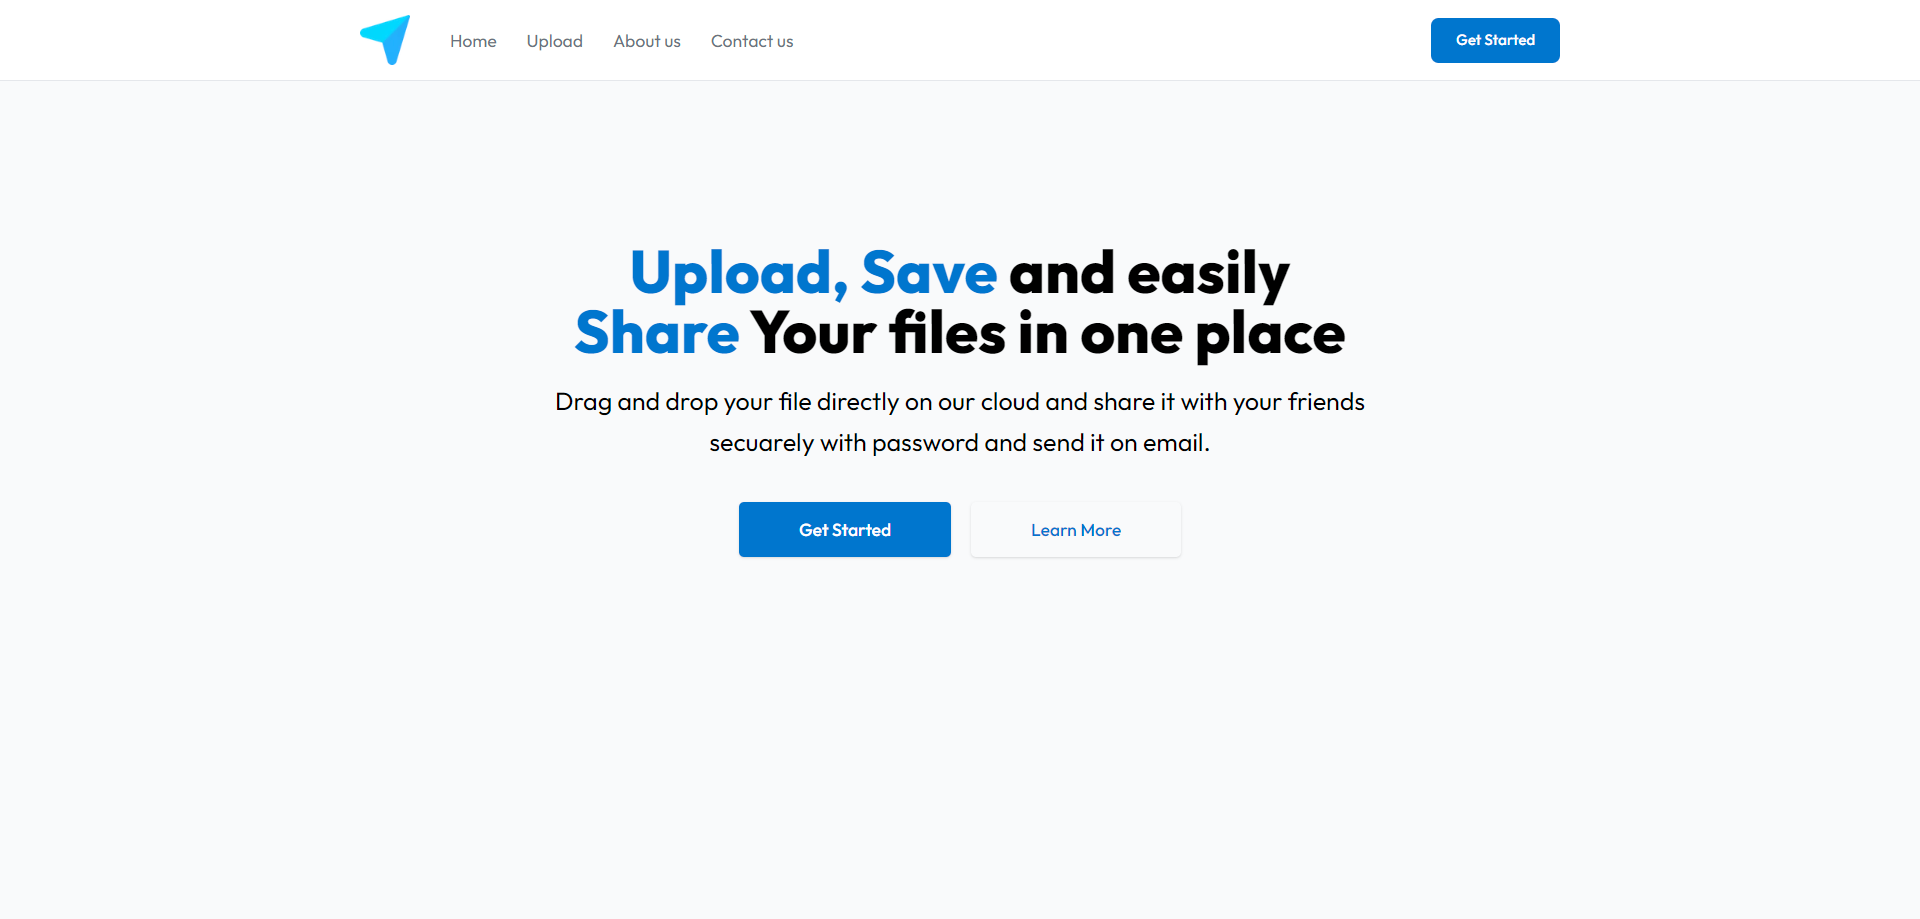 Home
Upload
About us
Contact us
Get Started
Upload, Save and easily
Share Your files in one place
Drag and drop your file directly on our cloud and share it with your friends
secuarely with password and send it on email.
Get Started
Learn More